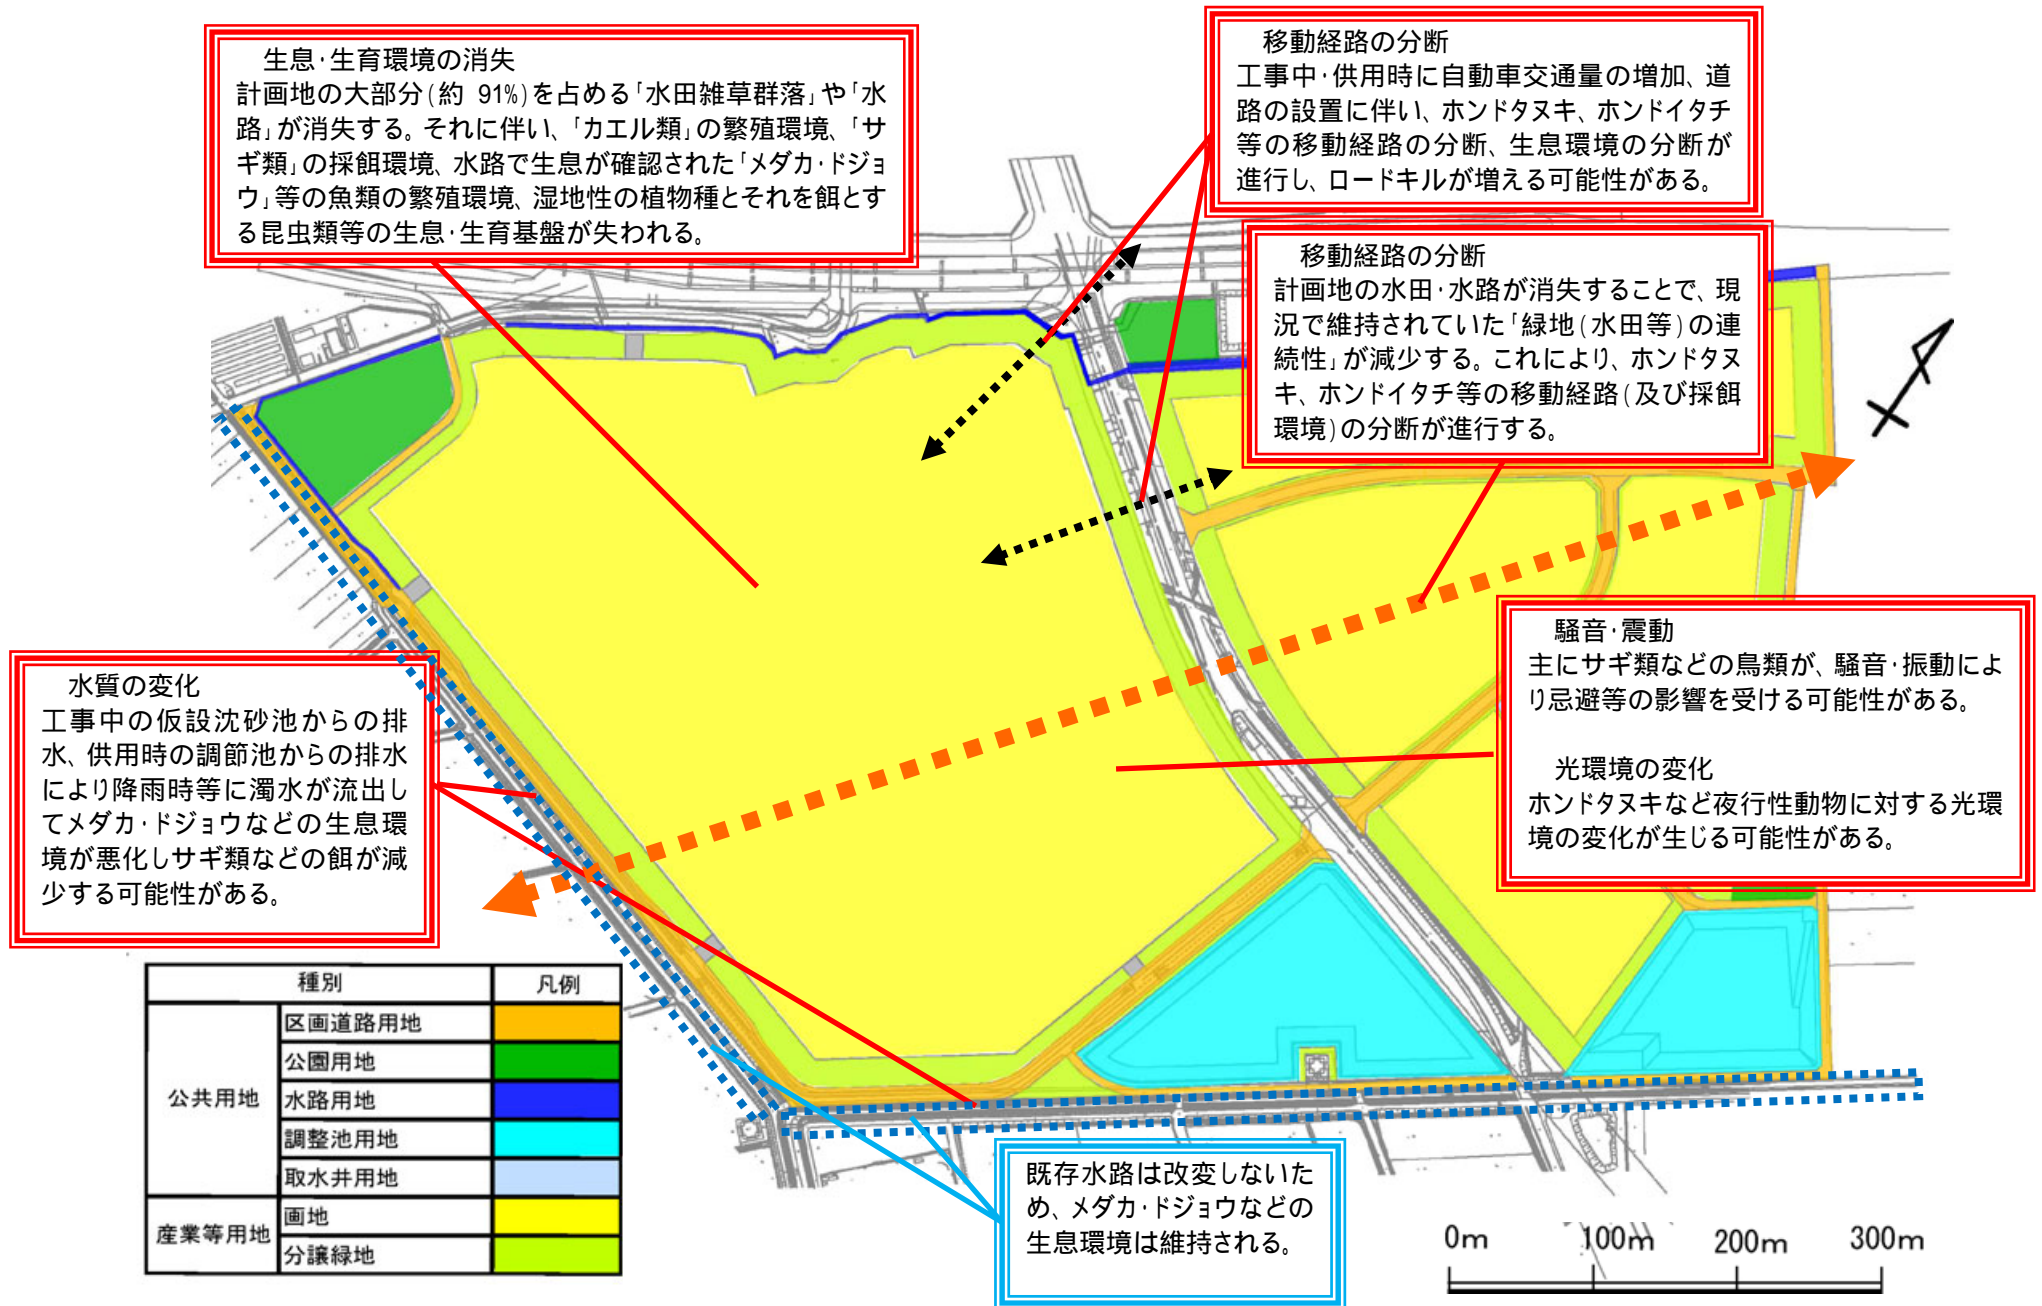 生息・生育環境の消失
計画地の大部分(約 91%)を占める｢水田雑草群落｣や｢水
路｣が消失する。それに伴い、｢カエル類｣の繁殖環境、｢サ
ギ類｣の採餌環境、水路で生息が確認された｢メダカ・ドジョ
ウ｣等の魚類の繁殖環境、湿地性の植物種とそれを餌とす
る昆虫類等の生息・生育基盤が失われる。
移動経路の分断
工事中・供用時に自動車交通量の増加、道
路の設置に伴い、ホンドタヌキ、ホンドイタチ
等の移動経路の分断、生息環境の分断が
進行し、ロードキルが増える可能性がある。
移動経路の分断
計画地の水田・水路が消失することで、現
況で維持されていた｢緑地(水田等)の連
続性｣が減少する。これにより、ホンドタヌ
キ、ホンドイタチ等の移動経路(及び採餌
環境)の分断が進行する。
騒音・震動
主にサギ類などの鳥類が、騒音・振動によ
り忌避等の影響を受ける可能性がある。
光環境の変化
ホンドタヌキなど夜行性動物に対する光環
境の変化が生じる可能性がある。
水質の変化
工事中の仮設沈砂池からの排
水、供用時の調節池からの排水
により降雨時等に濁水が流出し
てメダカ・ドジョウなどの生息環
境が悪化しサギ類などの餌が減
少する可能性がある。
種別 凡例
公共用地
区画道路用地
公園用地
水路用地
調整池用地
取水井用地
産業等用地
画地
分譲緑地
既存水路は改変しないた
め、メダカ・ドジョウなどの
生息環境は維持される。
0m 100m 200m 300m